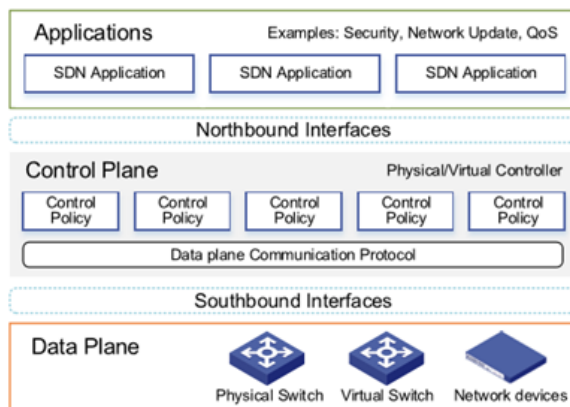 Applications
Examples: Security, Network Update, QoS
SDN Application
SDN Application
SDN Application
Northbound Interfaces
Control Plane
Physical/Virtual Controller
Control
Policy
Control
Policy
Control
Policy
Control
Policy
Control
Policy
Data plane Communication Protocol
Southbound Interfaces
Data Plane
Physical Switch
Virtual Switch
Network devices